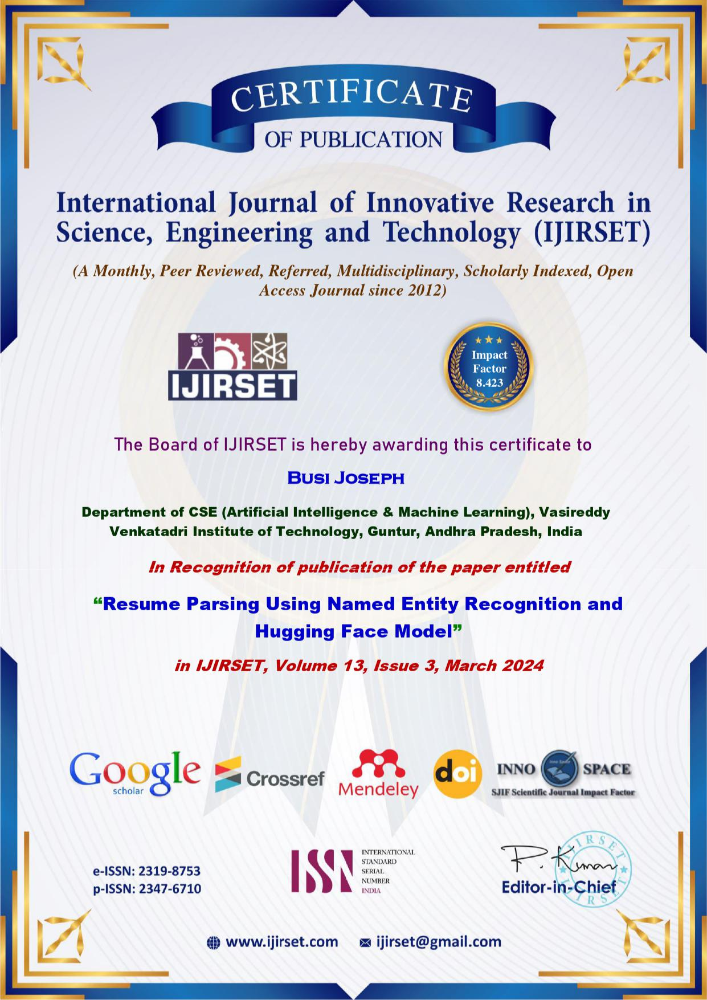 CERTIFICATE
OF PUBLICATION
International Journal of Innovative Research in
Science, Engineering and Technology (IJIRSET)
(A Monthly, Peer Reviewed, Referred, Multidisciplinary, Scholarly Indexed, Open
Access Journal since 2012)
IJIRSET
Impact
Factor
8.423
The Board of IJIRSET is hereby awarding this certificate to
BUSI JOSEPH
Department of CSE (Artificial Intelligence & Machine Learning), Vasireddy
Venkatadri Institute of Technology, Guntur, Andhra Pradesh, India
In Recognition of publication of the paper entitled
“Resume Parsing Using Named Entity Recognition and
Hugging Face Model”
in IJIRSET, Volume 13, Issue 3, March 2024
Google
scholar
Crossref
Mendeley
doi
INNO SPACE
Inno Space
SJIF Scientific Journal Impact Factor
e-ISSN: 2319-8753
p-ISSN: 2347-6710
ISSN
INTERNATIONAL
STANDARD
SERIAL
NUMBER
INDIA
P. Kumar
Editor-in-Chief
IJIRSET
IJIRSET
www.ijirset.com ijirset@gmail.com